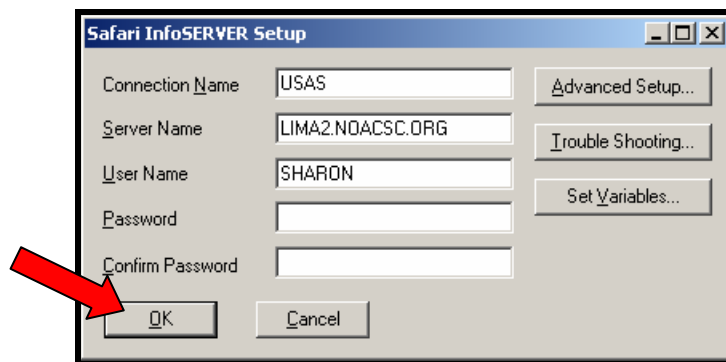 Safari InfoSERVER Setup
Connection Name USAS Advanced Setup...
Server Name LIMA2.NOACSC.ORG Trouble Shooting...
User Name SHARON Set Variables...
Password
Confirm Password
OK Cancel